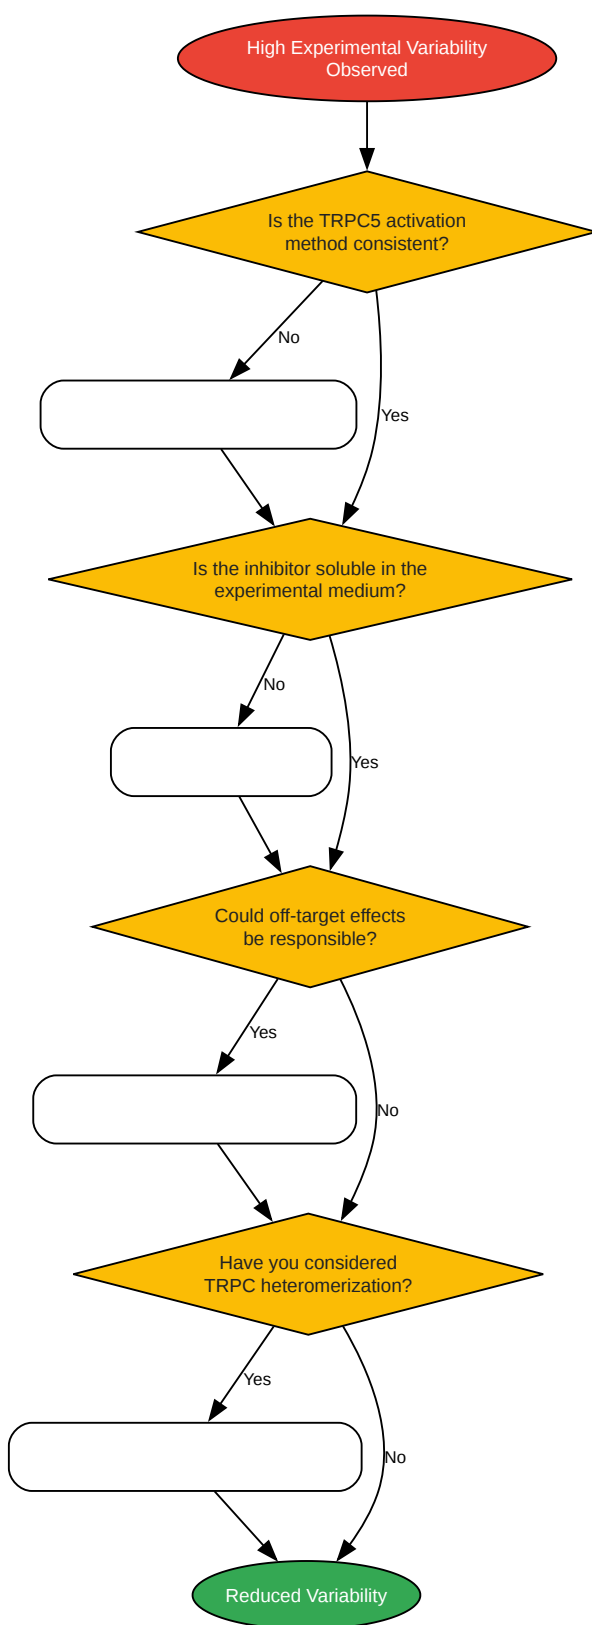 High Experimental Variability
Observed
Is the TRPC5 activation
method consistent?
No
Yes
Is the inhibitor soluble in the
experimental medium?
No
Yes
Could off-target effects
be responsible?
Yes
No
Have you considered
TRPC heteromerization?
Yes
No
Reduced Variability